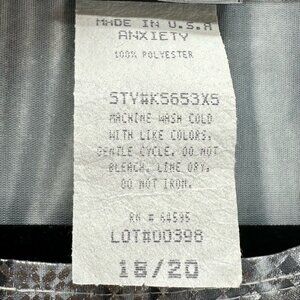 MADE IN U.S.A
ANXIETY
100% POLYESTER
STY#K5653XS
MACHINE WASH COLD
WITH LIKE COLORS.
GENTLE CYCLE. DO NOT
BLEACH. LINE DRY.
DO NOT IRON.
RN # 64595
LOT#00398
18/20